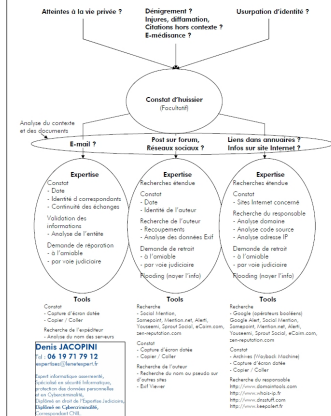 Atteintes à la vie privée ?
Dénigrement ?
Injures, diffamation,
Citations hors contexte ?
E-médisance ?
Usurpation d'identité ?
Constat d'huissier
(Facultatif)
Analyse du contexte
et des documents
E-mail ?
Post sur forum,
Réseaux sociaux ?
Liens dans annuaires ?
Infos sur site Internet ?
Expertise
Constat
- Date
- Identité d correspondants
- Continuité des échanges
Validation des
informations
- Analyse de l'entête
Demande de réparation
- à l'amiable
- par voie judiciaire
Expertise
Recherches étendue
Constat
- Date
- Identité de l'auteur
Recherche de l'auteur
- Recoupements
- Analyse des données Exif
Demande de retrait
- à l'amiable
- par voie judiciaire
Flooding (noyer l'info)
Expertise
Recherches étendue
Constat
- Sites Internet concerné
Recherche du responsable
- Analyse domaine
- Analyse code source
- Analyse adresse IP
Demande de retrait
- à l'amiable
- par voie judiciaire
Flooding (noyer l'info)
Tools
Constat
- Capture d'écran datée
- Copier / Coller
Recherche de l'expéditeur
- Analyse du nom des serveurs
Tools
Recherche
- Social Mention,
Samepoint, Mention.net, Alerti,
Youseemi, Sprout Social, eCairn.com,
zen-reputation.com
Constat
- Capture d'écran datée
- Copier / Coller
Recherche de l'auteur
- Recherche du nom ou pseudo sur
d'autres sites
- Exif Viewer
Tools
Recherche
- Google (opérateurs booléens)
Google Alert, Social Mention,
Samepoint, Mention.net, Alerti,
Youseemi, Sprout Social, eCairn.com,
zen-reputation.com
Constat
- Archives (Wayback Machine)
- Capture d'écran datée
- Copier / Coller
Recherche du responsable
http://www.domaintools.com
http://www.whois-ip.fr
http://www.dnsstuff.com
http://www.keepalert.fr
Denis JACOPINI
Tel : 06 19 71 79 12
expertises@lenetexpert.fr
Expert informatique assermenté,
Spécialisé en sécurité informatique,
protection des données personnelles
et en Cybercriminalité,
Diplômé en droit de l'Expertise Judiciaire,
Diplômé en Cybercriminalité,
Correspondant CNIL